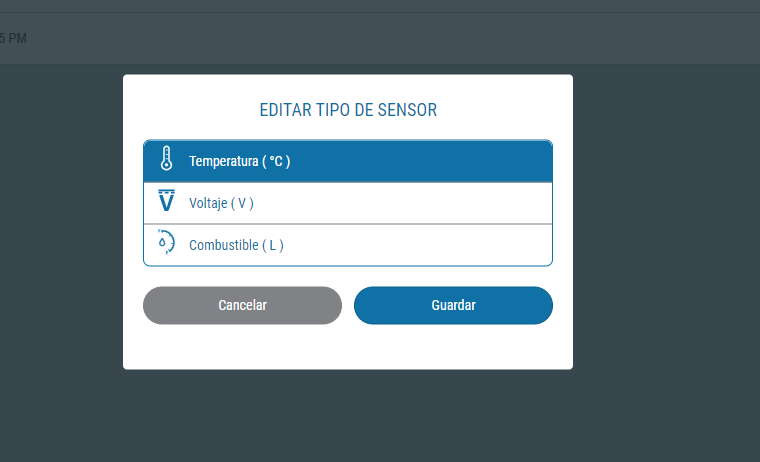 5 PM
EDITAR TIPO DE SENSOR
Temperatura ( °C )
V Voltaje ( V )
Combustible ( L )
Cancelar Guardar